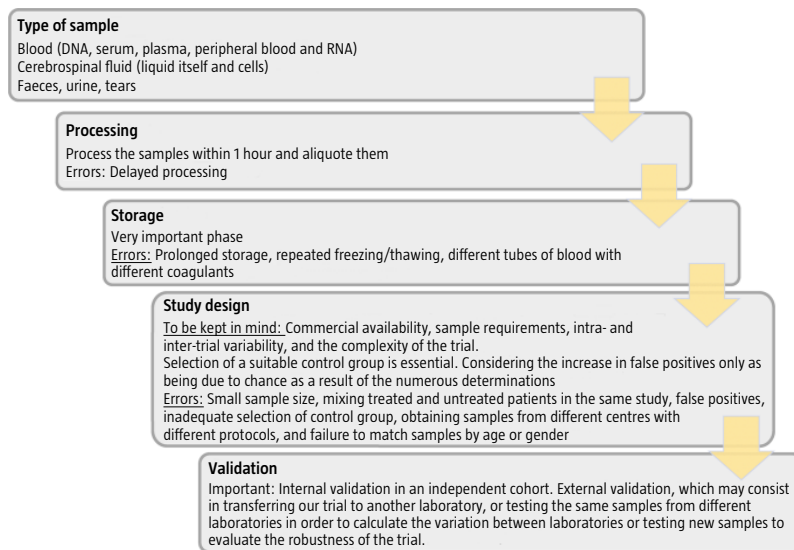 Type of sample
Blood (DNA, serum, plasma, peripheral blood and RNA)
Cerebrospinal fluid (liquid itself and cells)
Faeces, urine, tears
Processing
Process the samples within 1 hour and aliquote them
Errors: Delayed processing
Storage
Very important phase
Errors: Prolonged storage, repeated freezing/thawing, different tubes of blood with
different coagulants
Study design
To be kept in mind: Commercial availability, sample requirements, intra- and
inter-trial variability, and the complexity of the trial.
Selection of a suitable control group is essential. Considering the increase in false positives only as
being due to chance as a result of the numerous determinations
Errors: Small sample size, mixing treated and untreated patients in the same study, false positives,
inadequate selection of control group, obtaining samples from different centres with
different protocols, and failure to match samples by age or gender
Validation
Important: Internal validation in an independent cohort. External validation, which may consist
in transferring our trial to another laboratory, or testing the same samples from different
laboratories in order to calculate the variation between laboratories or testing new samples to
evaluate the robustness of the trial.